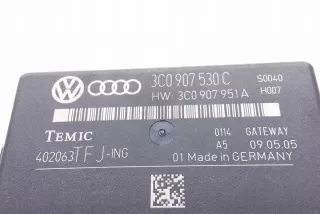 3C0 907 530 C S0040
HW: 3C0 907 951 A H007
TEMIC 0114 GATEWAY
402063TFJ-ING A5 09.05.05
01 Made in GERMANY